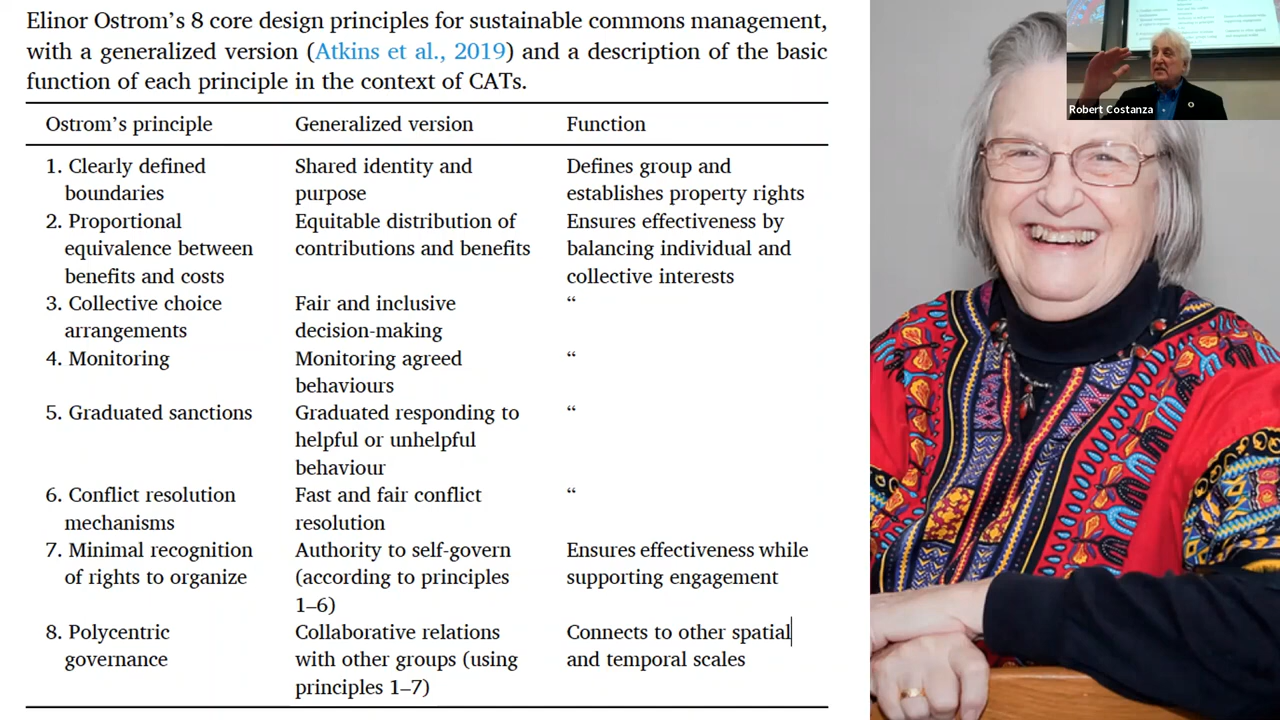 Elinor Ostrom's 8 core design principles for sustainable commons management,
with a generalized version (Atkins et al., 2019) and a description of the basic
function of each principle in the context of CATs.
Ostrom's principle
Generalized version
Function
1. Clearly defined
boundaries
Shared identity and
purpose
Defines group and
establishes property rights
2. Proportional
equivalence between
benefits and costs
Equitable distribution of
contributions and benefits
Ensures effectiveness by
balancing individual and
collective interests
3. Collective choice
arrangements
Fair and inclusive
decision-making
“
4. Monitoring
Monitoring agreed
behaviours
“
5. Graduated sanctions
Graduated responding to
helpful or unhelpful
behaviour
“
6. Conflict resolution
mechanisms
Fast and fair conflict
resolution
“
7. Minimal recognition
of rights to organize
Authority to self-govern
(according to principles
1–6)
Ensures effectiveness while
supporting engagement
8. Polycentric
governance
Collaborative relations
with other groups (using
principles 1–7)
Connects to other spatial
and temporal scales
Robert Costanza